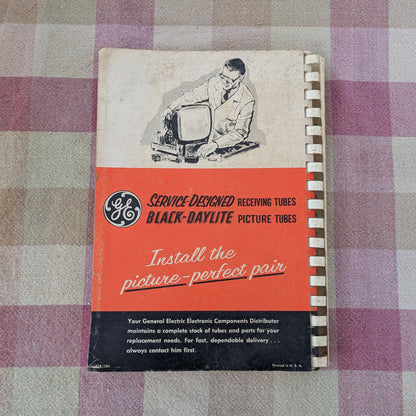 GE
SERVICE-DESIGNED RECEIVING TUBES
BLACK-DAYLITE PICTURE TUBES
Install the
picture-perfect pair
Your General Electric Electronic Components Distributor
maintains a complete stock of tubes and parts for your
replacement needs. For fast, dependable delivery...
always contact him first.
Printed in U. S. A.